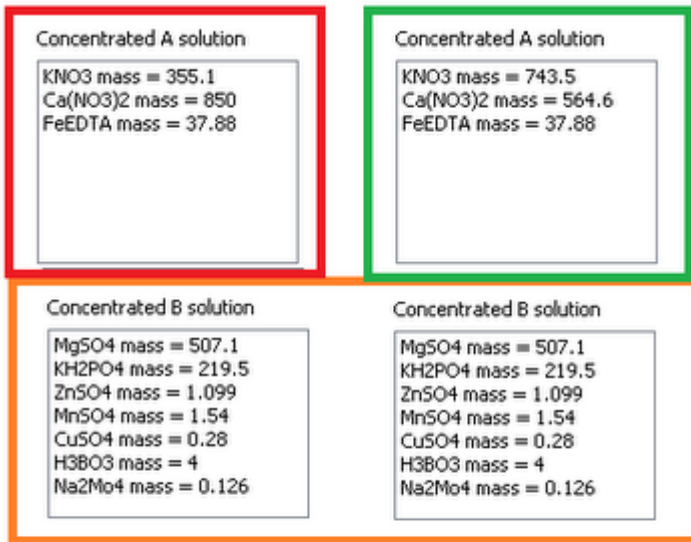 Concentrated A solution
KNO3 mass = 355.1
Ca(NO3)2 mass = 850
FeEDTA mass = 37.88
Concentrated A solution
KNO3 mass = 743.5
Ca(NO3)2 mass = 564.6
FeEDTA mass = 37.88
Concentrated B solution
MgSO4 mass = 507.1
KH2PO4 mass = 219.5
ZnSO4 mass = 1.099
MnSO4 mass = 1.54
CuSO4 mass = 0.28
H3BO3 mass = 4
Na2Mo4 mass = 0.126
Concentrated B solution
MgSO4 mass = 507.1
KH2PO4 mass = 219.5
ZnSO4 mass = 1.099
MnSO4 mass = 1.54
CuSO4 mass = 0.28
H3BO3 mass = 4
Na2Mo4 mass = 0.126